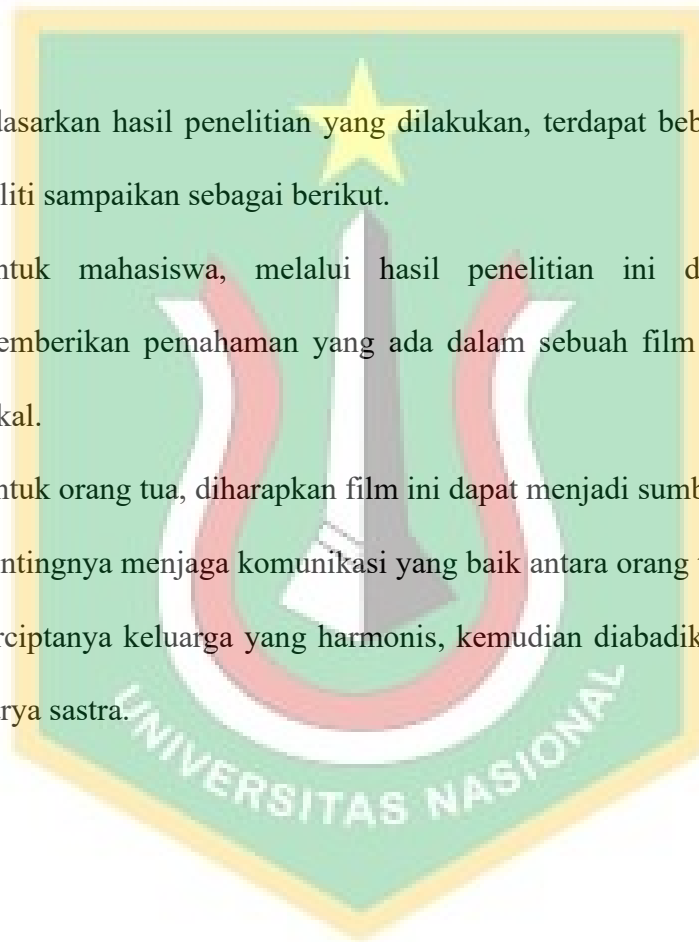 dasarkan hasil penelitian yang dilakukan, terdapat beb
liti sampaikan sebagai berikut.
ntuk mahasiswa, melalui hasil penelitian ini d
emberikan pemahaman yang ada dalam sebuah film
kal.
ntuk orang tua, diharapkan film ini dapat menjadi sumb
ntingnya menjaga komunikasi yang baik antara orang
rciptanya keluarga yang harmonis, kemudian diabadik
rya sastra.
UNIVERSITAS NASIONAL